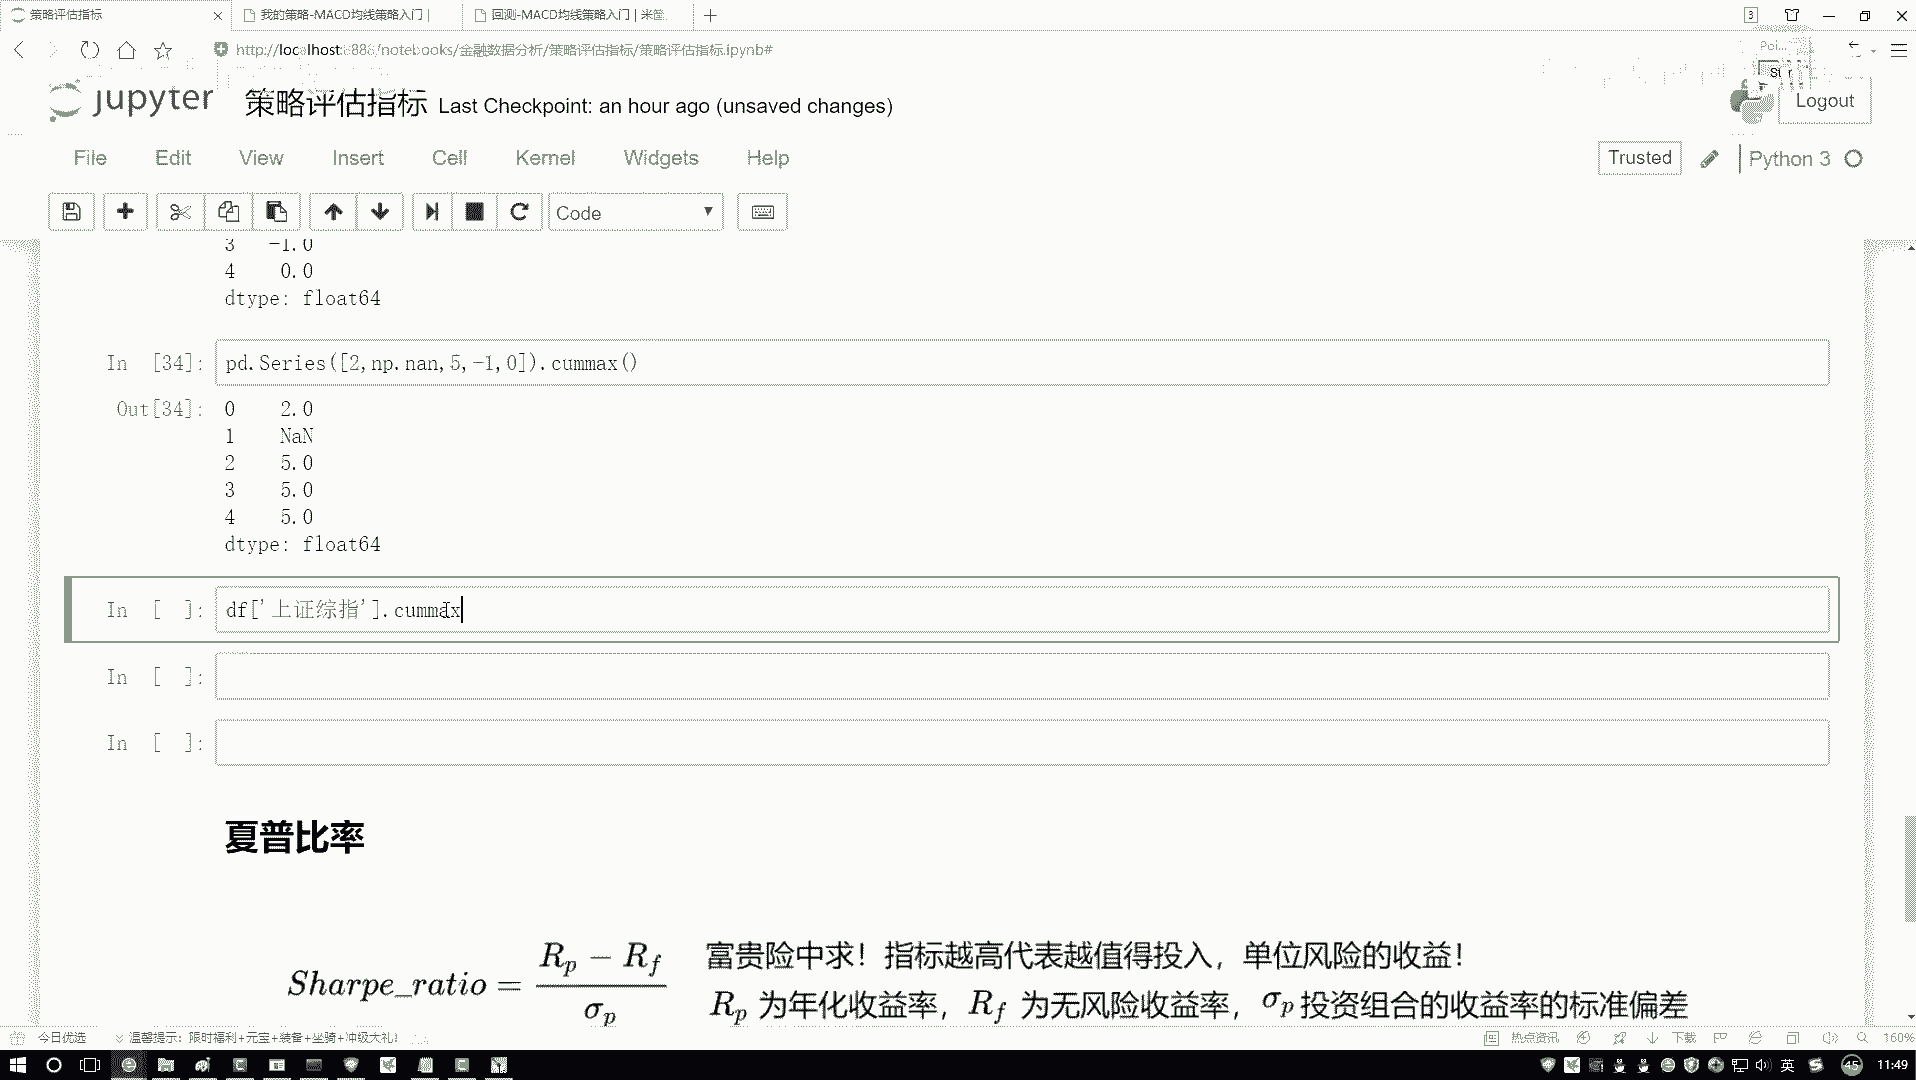 策略评估指标
我的策略-MACD均线策略入门 |
回测-MACD均线策略入门 | 米筐
3
http://localhost:888/notebooks/金融数据分析/策略评估指标/策略评估指标.ipynb#
jupyter 策略评估指标 Last Checkpoint: an hour ago (unsaved changes)
Logout
File Edit View Insert Cell Kernel Widgets Help
Trusted
Python 3
Code
3 -1.0
4 0.0
dtype: float64
In [34]: pd.Series([2,np.nan,5,-1,0]).cummax()
Out[34]: 0 2.0
1 NaN
2 5.0
3 5.0
4 5.0
dtype: float64
In [ ]: df['上证综指'].cummax
In [ ]:
In [ ]:
夏普比率
Sharpe_ratio = (R_p − R_f) / σ_p
富贵险中求！指标越高代表越值得投入，单位风险的收益！
R_p 为年化收益率，R_f 为无风险收益率，σ_p 投资组合的收益率的标准偏差
今日优选
温馨提示：限时福利+元宝+装备+坐骑+冲级大礼!
热点资讯
下载
160%
英
45
11:49